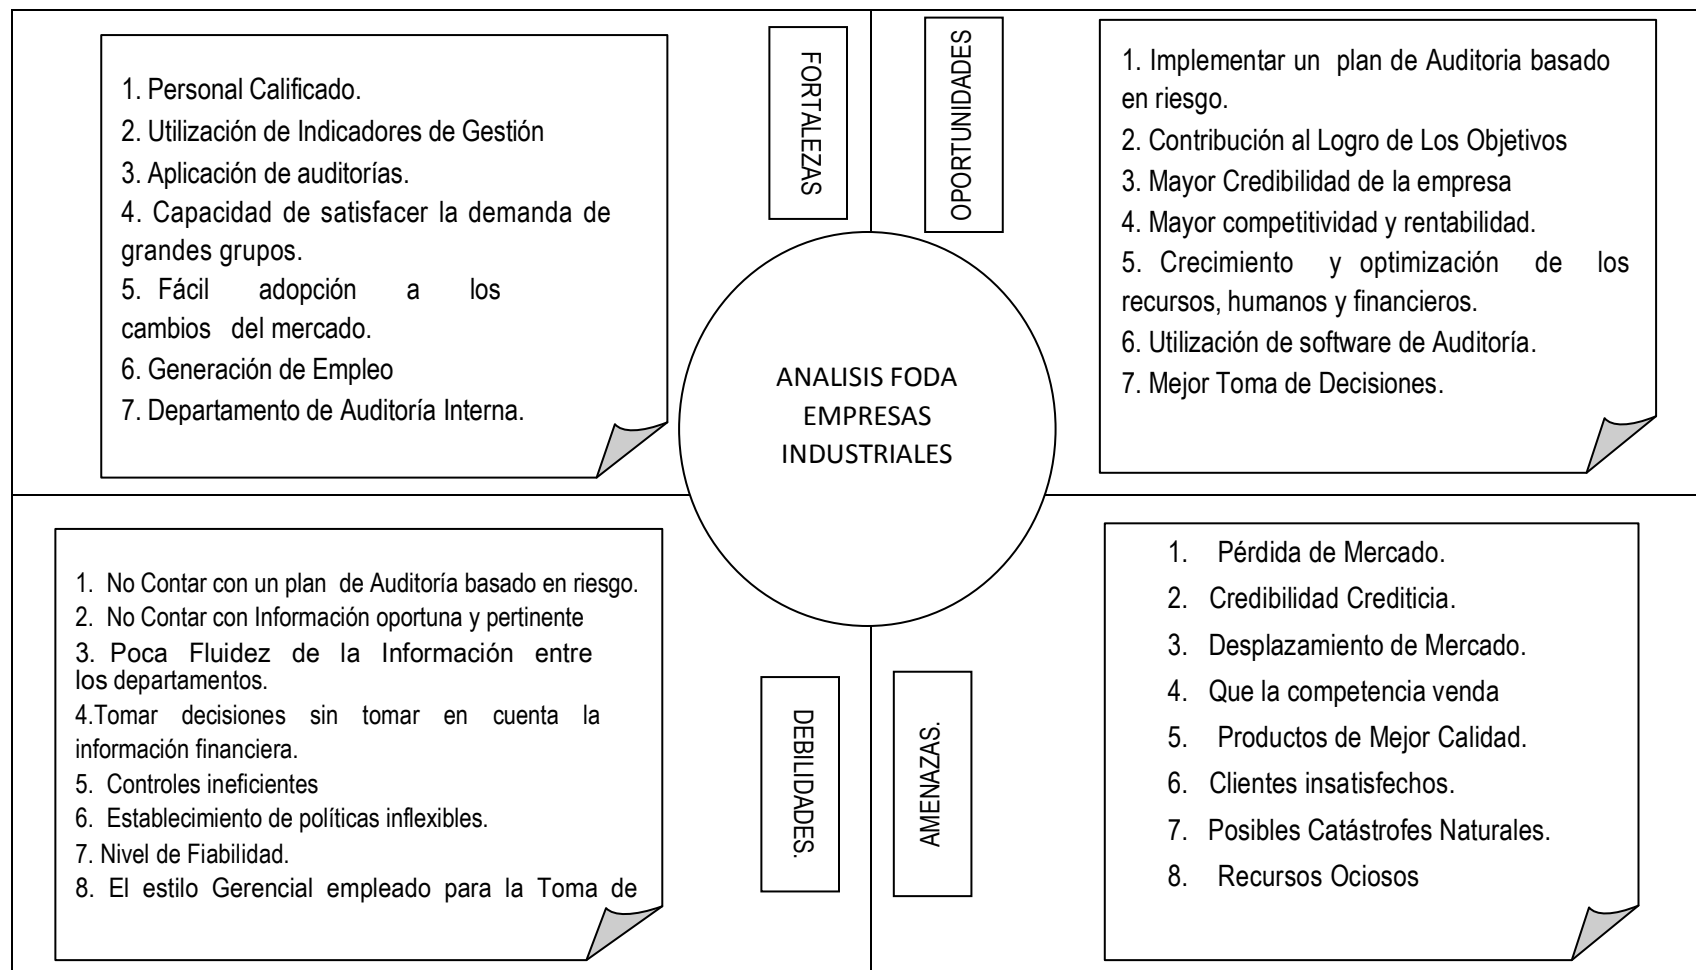 FORTALEZAS
1. Personal Calificado.
2. Utilización de Indicadores de Gestión
3. Aplicación de auditorías.
4. Capacidad de satisfacer la demanda de
grandes grupos.
5. Fácil adopción a los
cambios del mercado.
6. Generación de Empleo
7. Departamento de Auditoría Interna.
OPORTUNIDADES
1. Implementar un plan de Auditoria basado
en riesgo.
2. Contribución al Logro de Los Objetivos
3. Mayor Credibilidad de la empresa
4. Mayor competitividad y rentabilidad.
5. Crecimiento y optimización de los
recursos, humanos y financieros.
6. Utilización de software de Auditoría.
7. Mejor Toma de Decisiones.
ANALISIS FODA
EMPRESAS
INDUSTRIALES
1. No Contar con un plan de Auditoría basado en riesgo.
2. No Contar con Información oportuna y pertinente
3. Poca Fluidez de la Información entre
los departamentos.
4.Tomar decisiones sin tomar en cuenta la
información financiera.
5. Controles ineficientes
6. Establecimiento de políticas inflexibles.
7. Nivel de Fiabilidad.
8. El estilo Gerencial empleado para la Toma de
DEBILIDADES.
AMENAZAS.
1. Pérdida de Mercado.
2. Credibilidad Crediticia.
3. Desplazamiento de Mercado.
4. Que la competencia venda
5. Productos de Mejor Calidad.
6. Clientes insatisfechos.
7. Posibles Catástrofes Naturales.
8. Recursos Ociosos